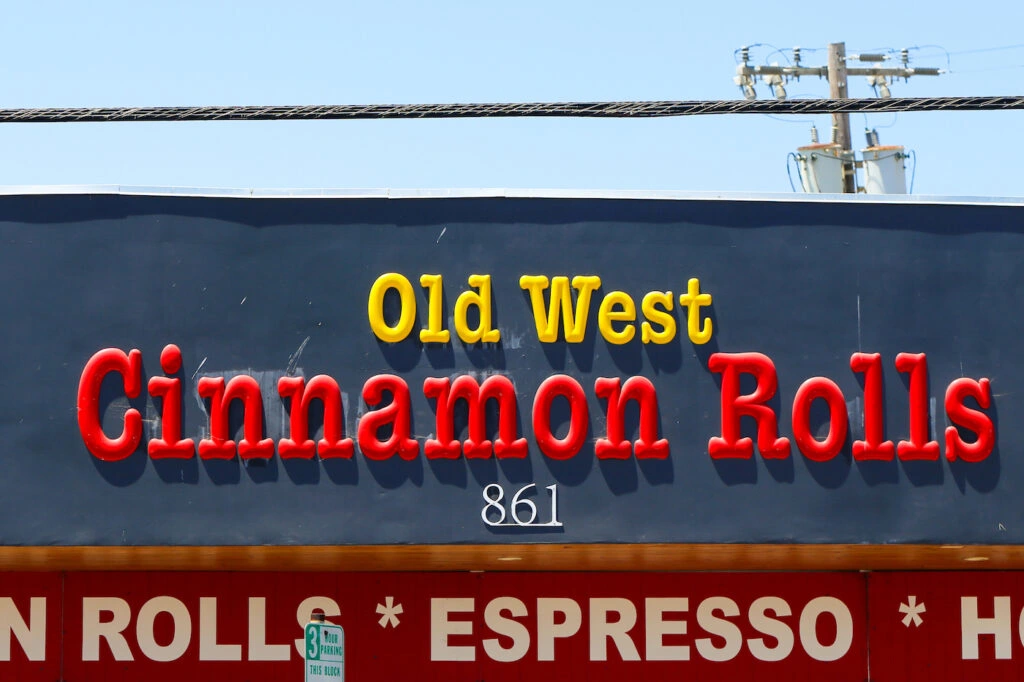 Old West
Cinnamon Rolls
861
N ROLLS * ESPRESSO * H
3 HOUR
PARKING
THIS BLOCK